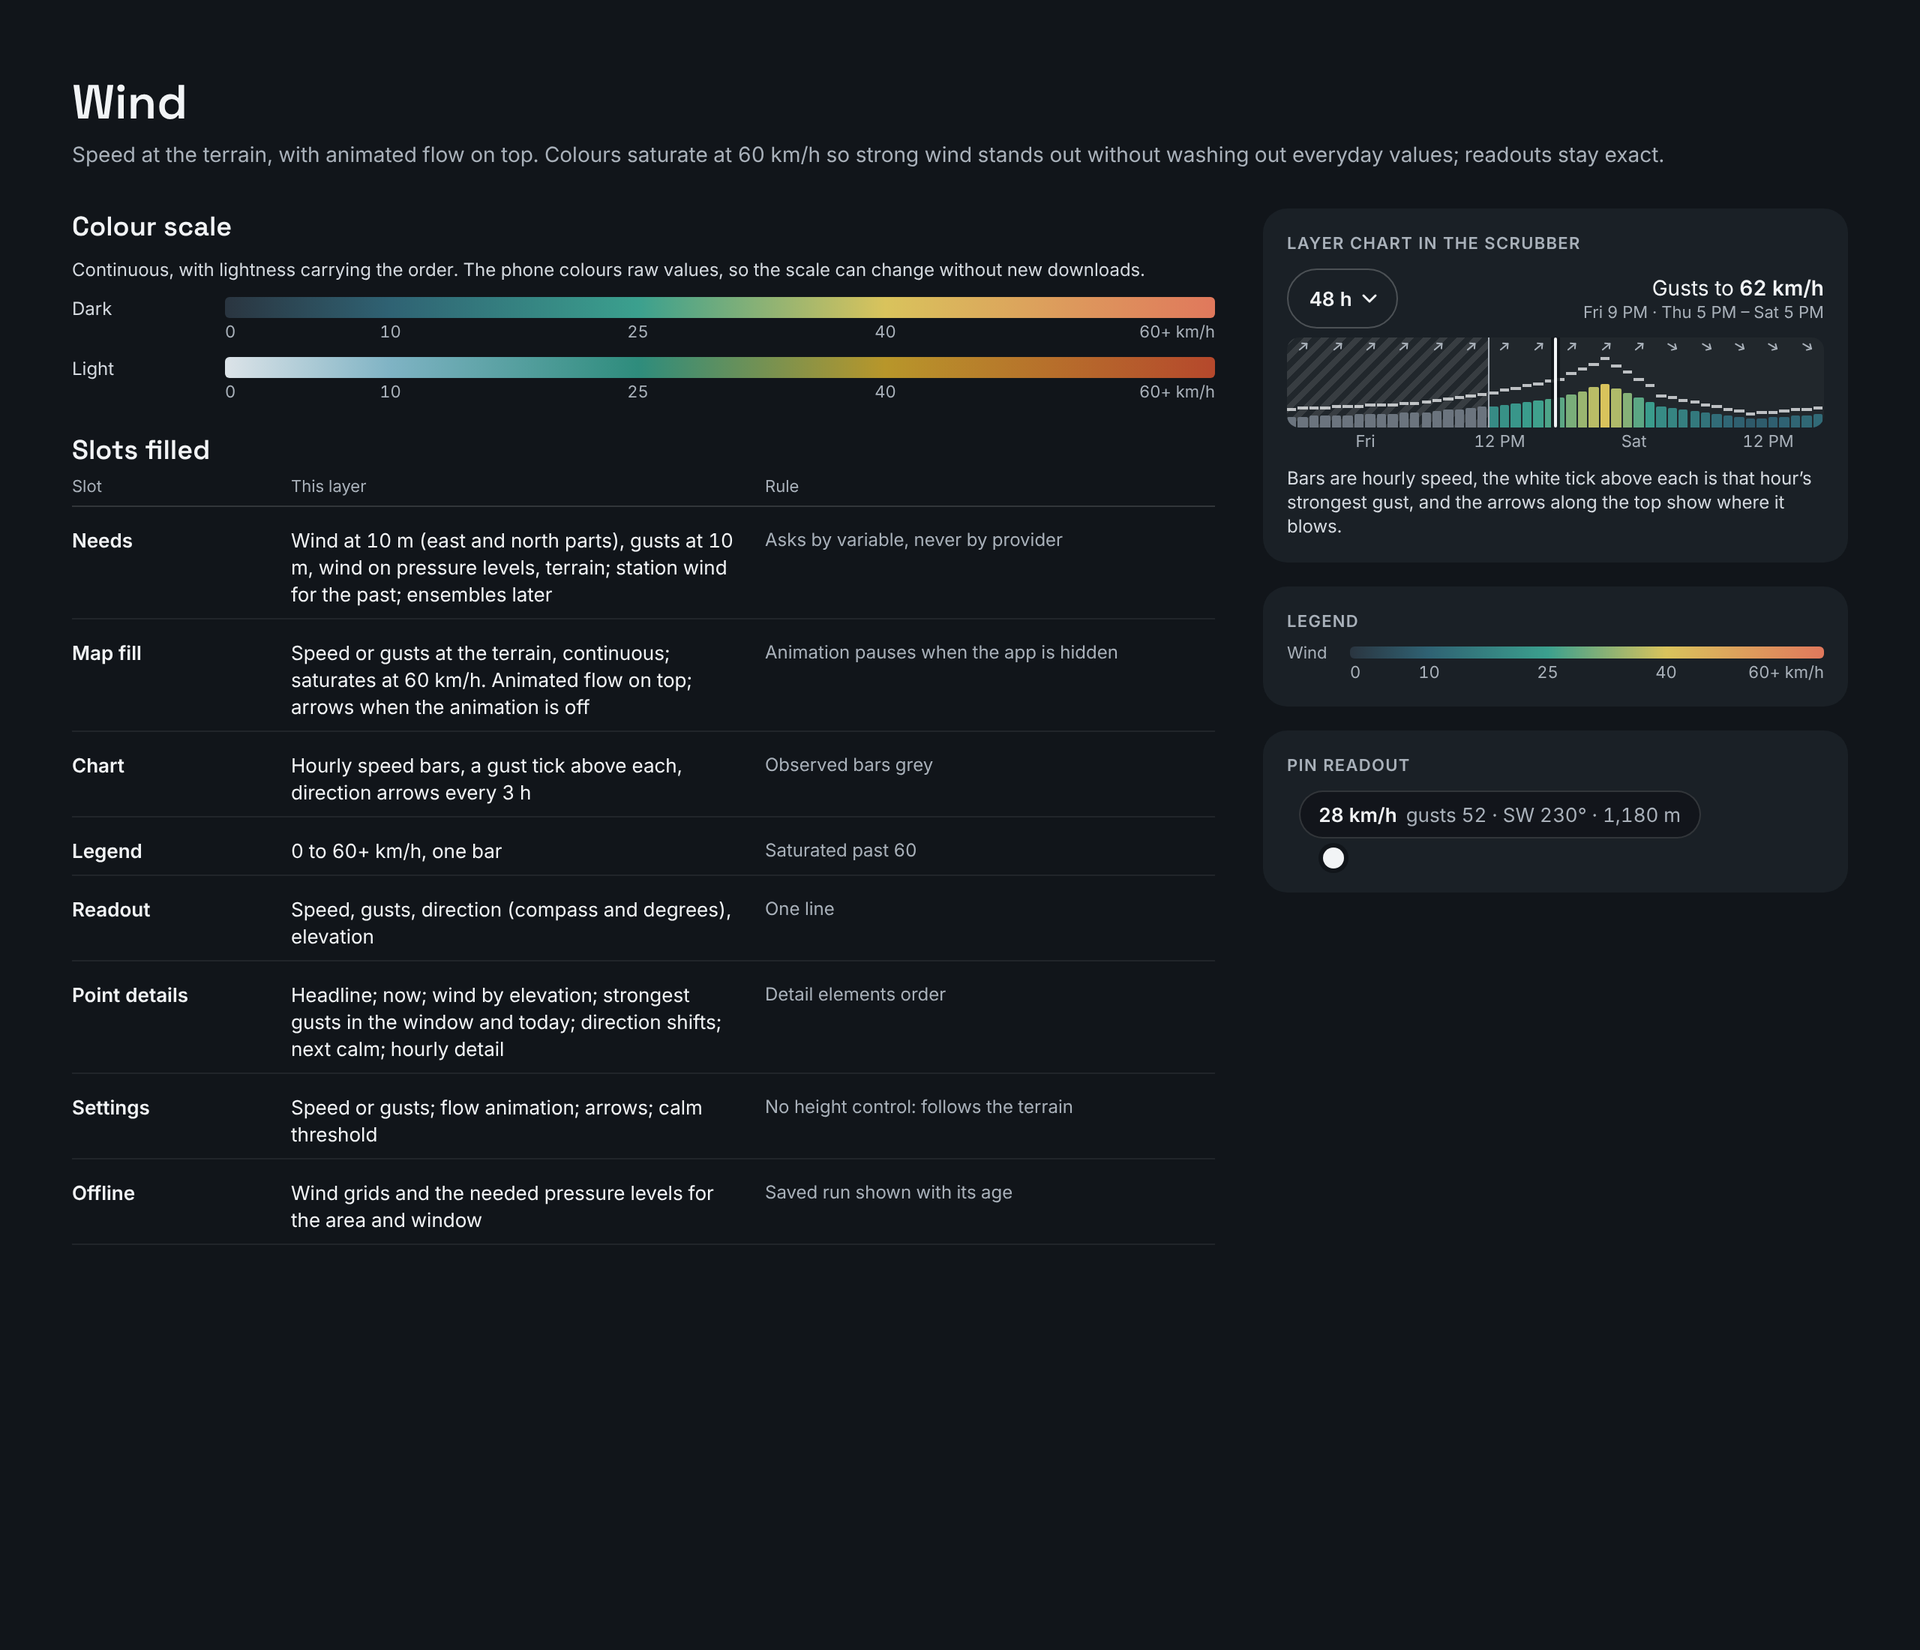 Wind
Speed at the terrain, with animated flow on top. Colours saturate at 60 km/h so strong wind stands out without washing out everyday values; readouts stay exact.
Colour scale
Continuous, with lightness carrying the order. The phone colours raw values, so the scale can change without new downloads.
Dark
0 10 25 40 60+ km/h
Light
0 10 25 40 60+ km/h
Slots filled
Slot This layer Rule
Needs Wind at 10 m (east and north parts), gusts at 10 Asks by variable, never by provider
m, wind on pressure levels, terrain; station wind
for the past; ensembles later
Map fill Speed or gusts at the terrain, continuous; Animation pauses when the app is hidden
saturates at 60 km/h. Animated flow on top;
arrows when the animation is off
Chart Hourly speed bars, a gust tick above each, Observed bars grey
direction arrows every 3 h
Legend 0 to 60+ km/h, one bar Saturated past 60
Readout Speed, gusts, direction (compass and degrees), One line
elevation
Point details Headline; now; wind by elevation; strongest Detail elements order
gusts in the window and today; direction shifts;
next calm; hourly detail
Settings Speed or gusts; flow animation; arrows; calm No height control: follows the terrain
threshold
Offline Wind grids and the needed pressure levels for Saved run shown with its age
the area and window
LAYER CHART IN THE SCRUBBER
48 h
Gusts to 62 km/h
Fri 9 PM · Thu 5 PM – Sat 5 PM
Fri 12 PM Sat 12 PM
Bars are hourly speed, the white tick above each is that hour’s
strongest gust, and the arrows along the top show where it
blows.
LEGEND
Wind
0 10 25 40 60+ km/h
PIN READOUT
28 km/h gusts 52 · SW 230° · 1,180 m